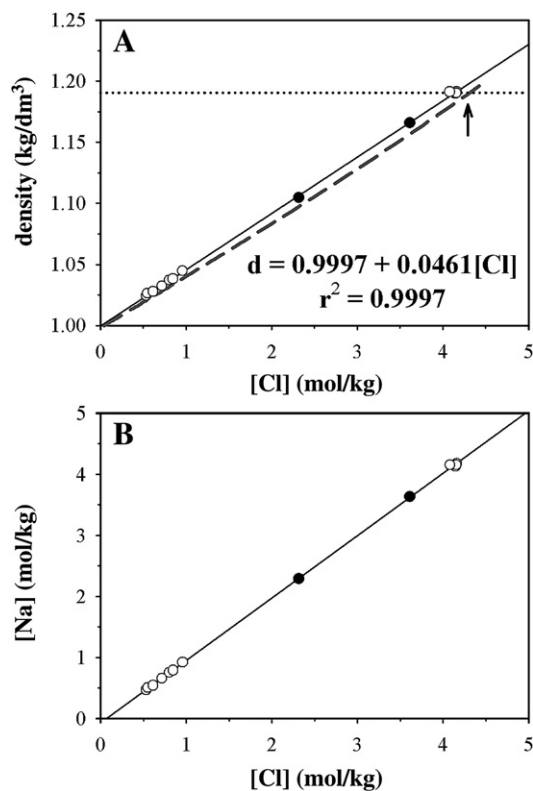 A
1.25
1.20
1.15
1.10
1.05
1.00
density (kg/dm³)
d = 0.9997 + 0.0461[Cl]
r² = 0.9997
0 1 2 3 4 5
[Cl] (mol/kg)
B
5
4
3
2
1
0
[Na] (mol/kg)
0 1 2 3 4 5
[Cl] (mol/kg)